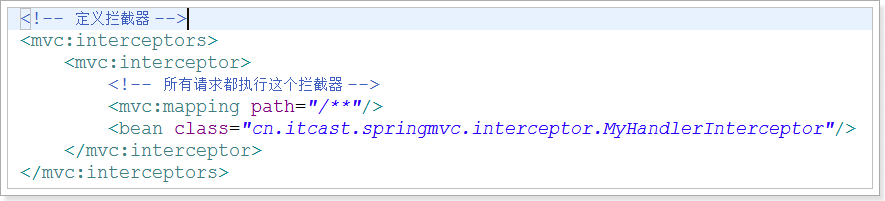 <!-- 定义拦截器 -->
<mvc:interceptors>
    <mvc:interceptor>
        <!-- 所有请求都执行这个拦截器 -->
        <mvc:mapping path="/**"/>
        <bean class="cn.itcast.springmvc.interceptor.MyHandlerInterceptor"/>
    </mvc:interceptor>
</mvc:interceptors>